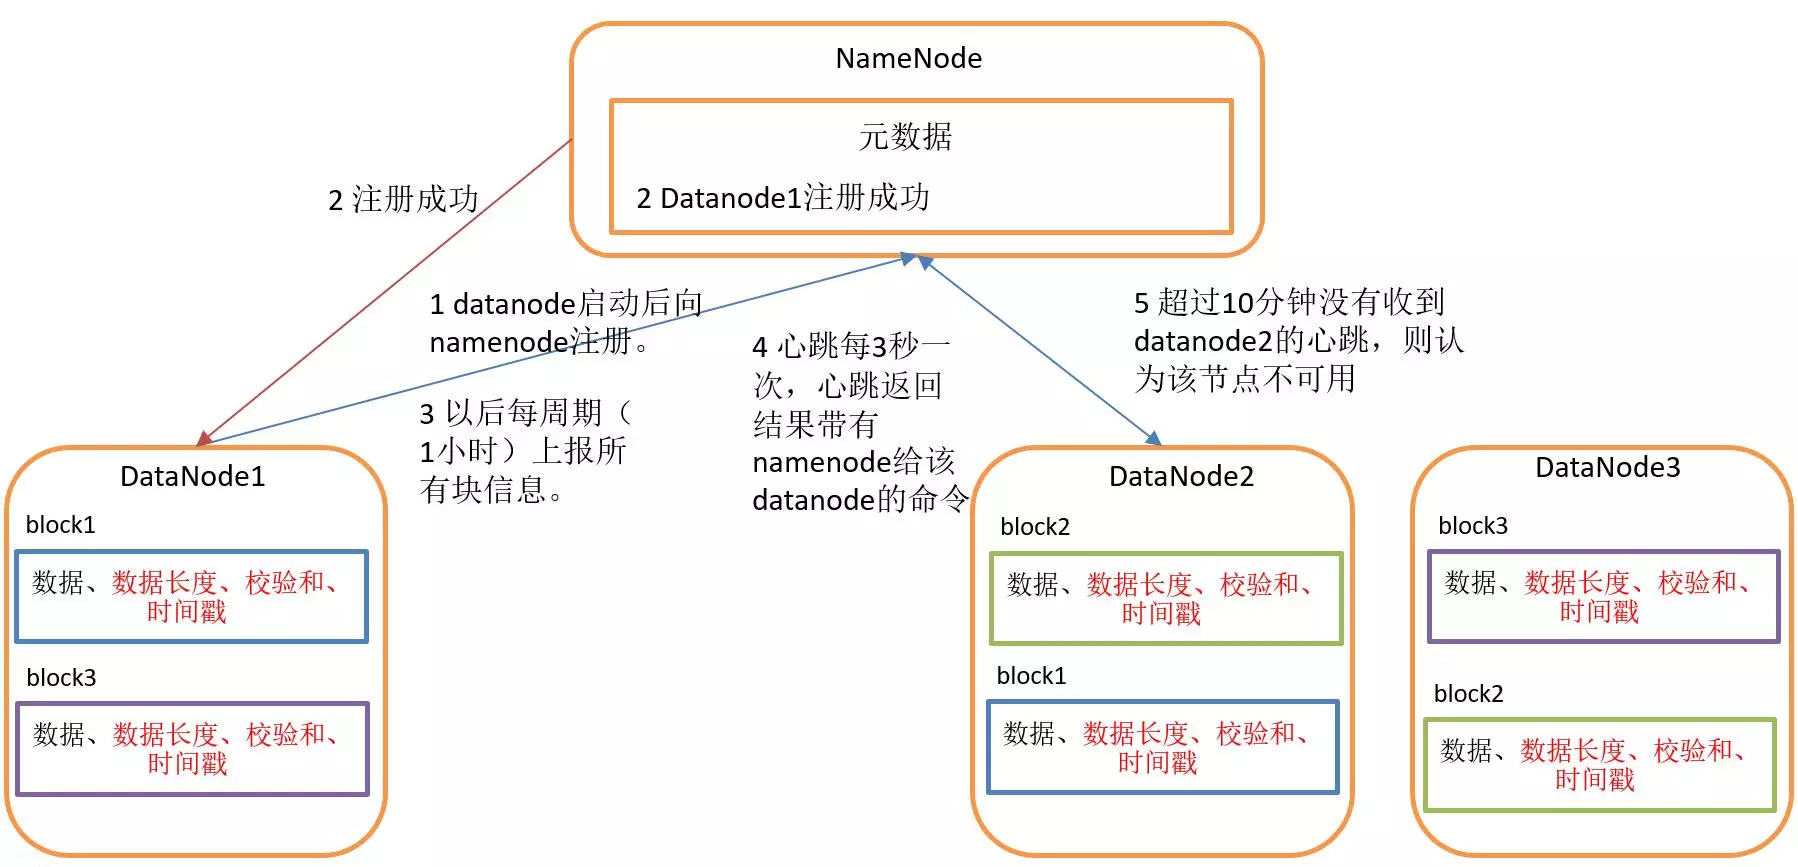 NameNode
元数据
2 Datanode1注册成功
2 注册成功
1 datanode启动后向
namenode注册。
3 以后每周期（
1小时）上报所
有块信息。
4 心跳每3秒一
次，心跳返回
结果带有
namenode给该
datanode的命令
5 超过10分钟没有收到
datanode2的心跳，则认
为该节点不可用
DataNode1
block1
数据、数据长度、校验和、
时间戳
block3
数据、数据长度、校验和、
时间戳
DataNode2
block2
数据、数据长度、校验和、
时间戳
block1
数据、数据长度、校验和、
时间戳
DataNode3
block3
数据、数据长度、校验和、
时间戳
block2
数据、数据长度、校验和、
时间戳